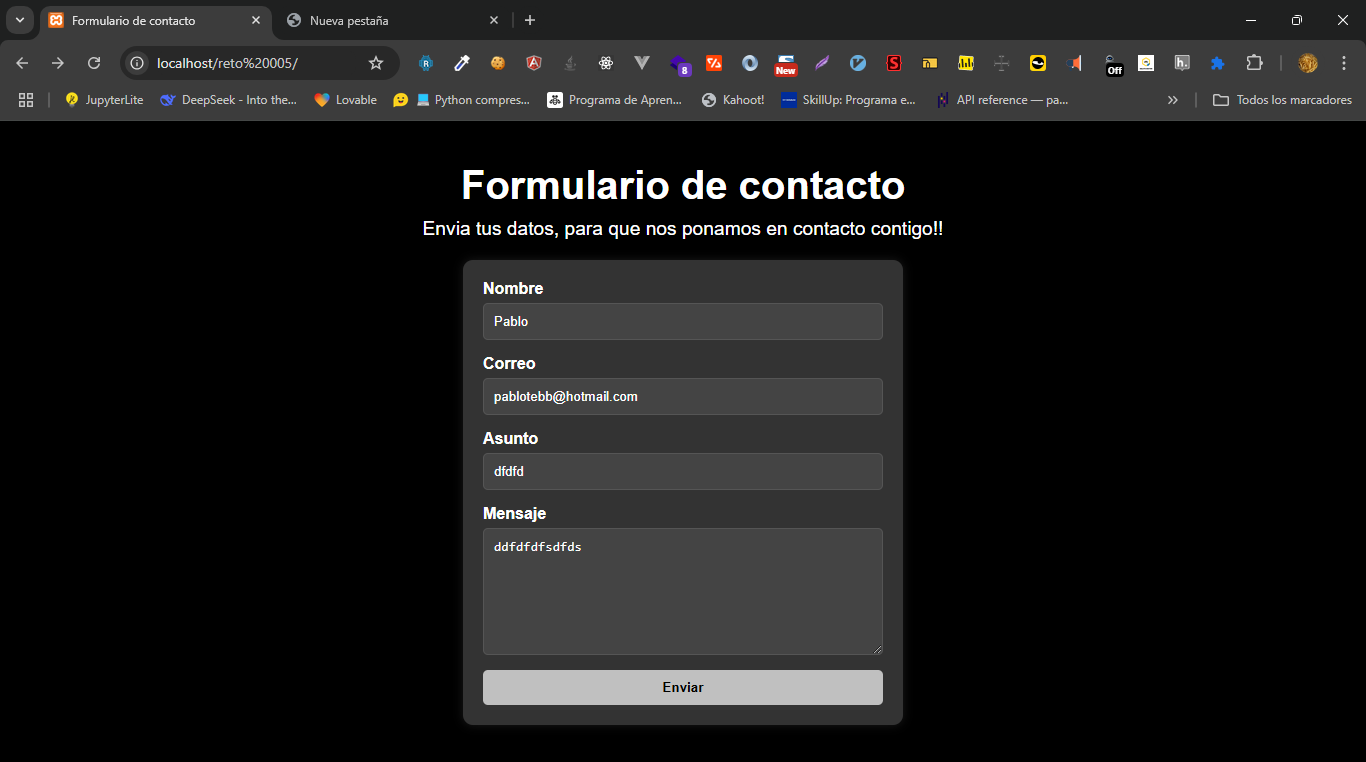 Formulario de contacto
Nueva pestaña
localhost/reto%20005/
8
New
Off
h.
JupyterLite
DeepSeek - Into the...
Lovable
Python compres...
Programa de Apren...
Kahoot!
SkillUp: Programa e...
API reference — pa...
Todos los marcadores
Formulario de contacto
Envia tus datos, para que nos ponamos en contacto contigo!!
Nombre
Pablo
Correo
pablotebb@hotmail.com
Asunto
dfdfd
Mensaje
ddfdfdfsdfds
Enviar